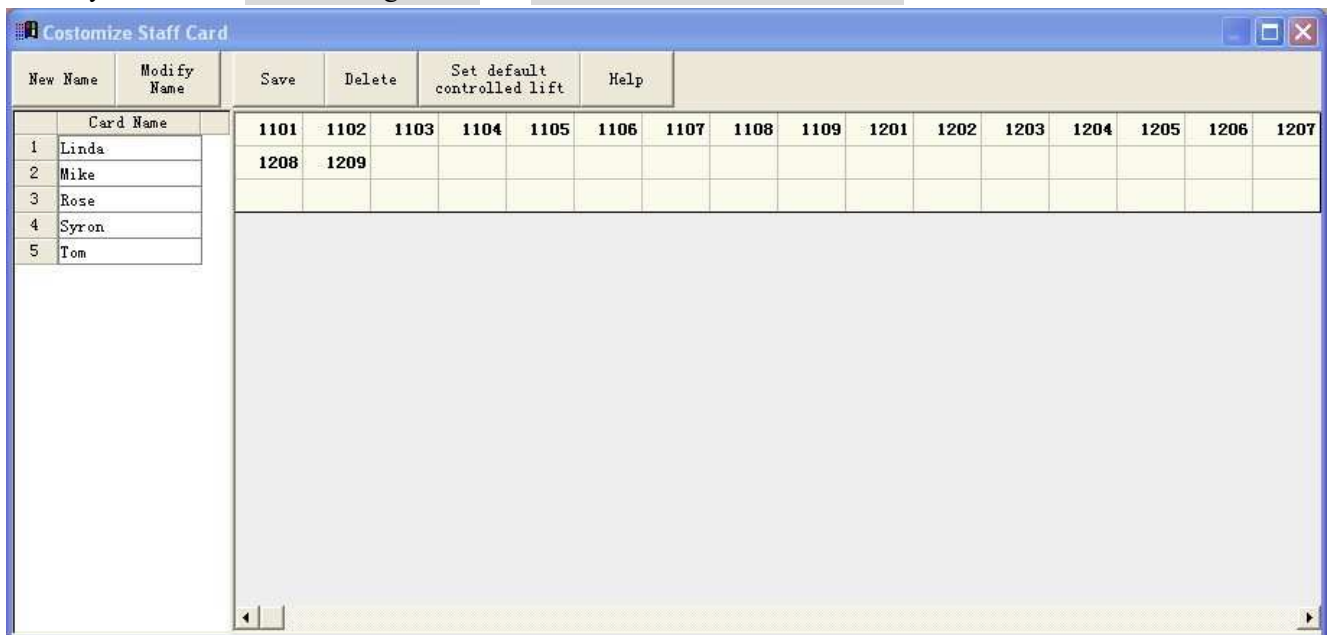 Costomize Staff Card
New Name Modify Name Save Delete Set default controlled lift Help
Card Name
1 Linda
2 Mike
3 Rose
4 Syron
5 Tom
1101 1102 1103 1104 1105 1106 1107 1108 1109 1201 1202 1203 1204 1205 1206 1207
1208 1209